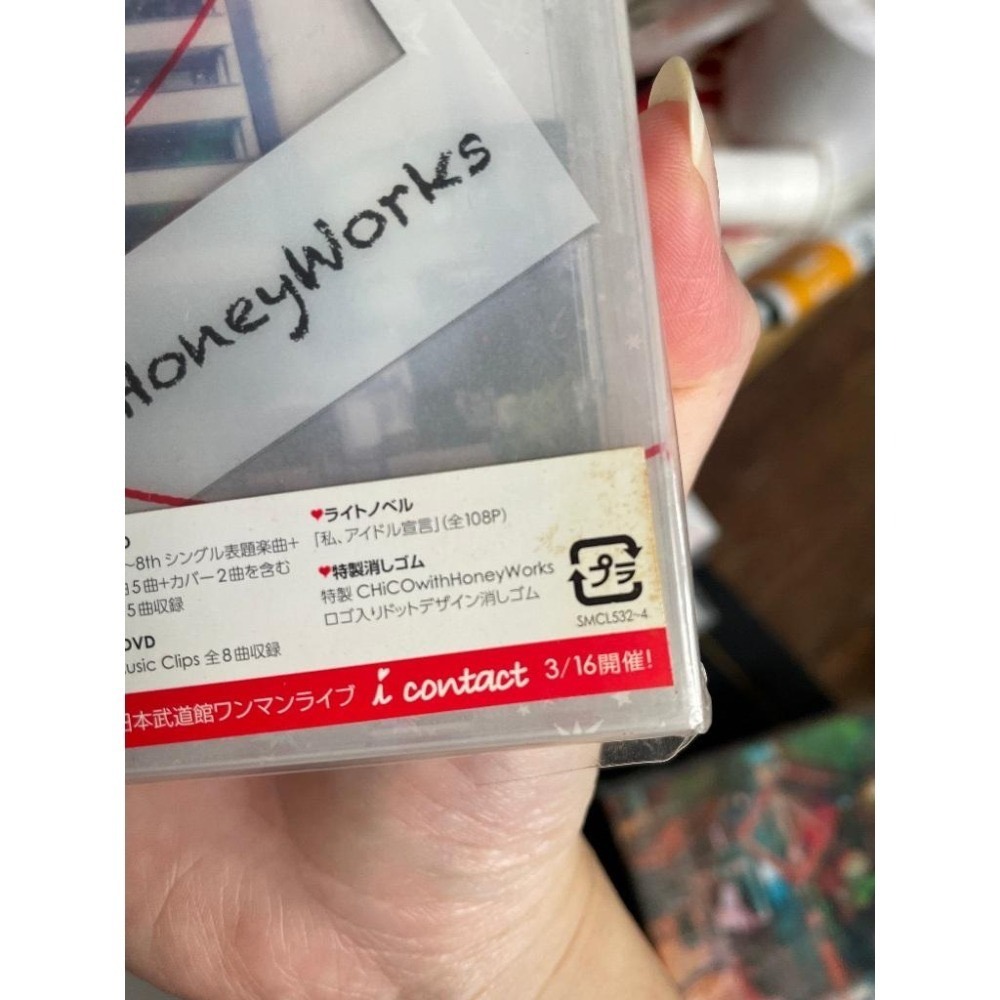 HoneyWorks
～8th シングル表題楽曲+
5曲+カバー2曲を含む
5曲収録
DVD
usic Clips 全8曲収録
♥ライトノベル
「私、アイドル宣言」(全108P)
♥特製消しゴム
特製 CHiCOwithHoneyWorks
ロゴ入りドットデザイン消しゴム
プラ
SMCL532~4
日本武道館ワンマンライブ i contact 3/16開催!